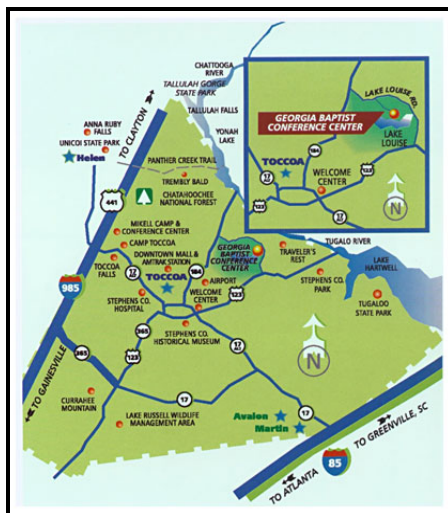 CHATTOOGA
RIVER
TALLULAH GORGE
STATE PARK
TALLULAH FALLS
YONAH
LAKE
ANNA RUBY
FALLS
UNICOI STATE PARK
Helen
TO CLAYTON
PANTHER CREEK TRAIL
TREMBLY BALD
CHATAHOOCHEE
NATIONAL FOREST
441
MIKELL CAMP &
CONFERENCE CENTER
CAMP TOCCOA
DOWNTOWN MALL &
AMTRAK STATION
TOCCOA
FALLS
TOCCOA
184
17
GEORGIA
BAPTIST
CONFERENCE
CENTER
AIRPORT
WELCOME
CENTER
123
STEPHENS CO.
HOSPITAL
STEPHENS CO.
HISTORICAL MUSEUM
TRAVELER'S
REST
TUGALO RIVER
STEPHENS CO.
PARK
LAKE
HARTWELL
TUGALOO
STATE PARK
985
365
365
123
17
TO GAINESVILLE
CURRAHEE
MOUNTAIN
17
17
LAKE RUSSELL WILDLIFE
MANAGEMENT AREA
Avalon
Martin
N
TO ATLANTA
85
TO GREENVILLE, SC
LAKE LOUISE RD.
GEORGIA BAPTIST
CONFERENCE CENTER
LAKE
LOUISE
184
TOCCOA
17
WELCOME
CENTER
123
123
17
N